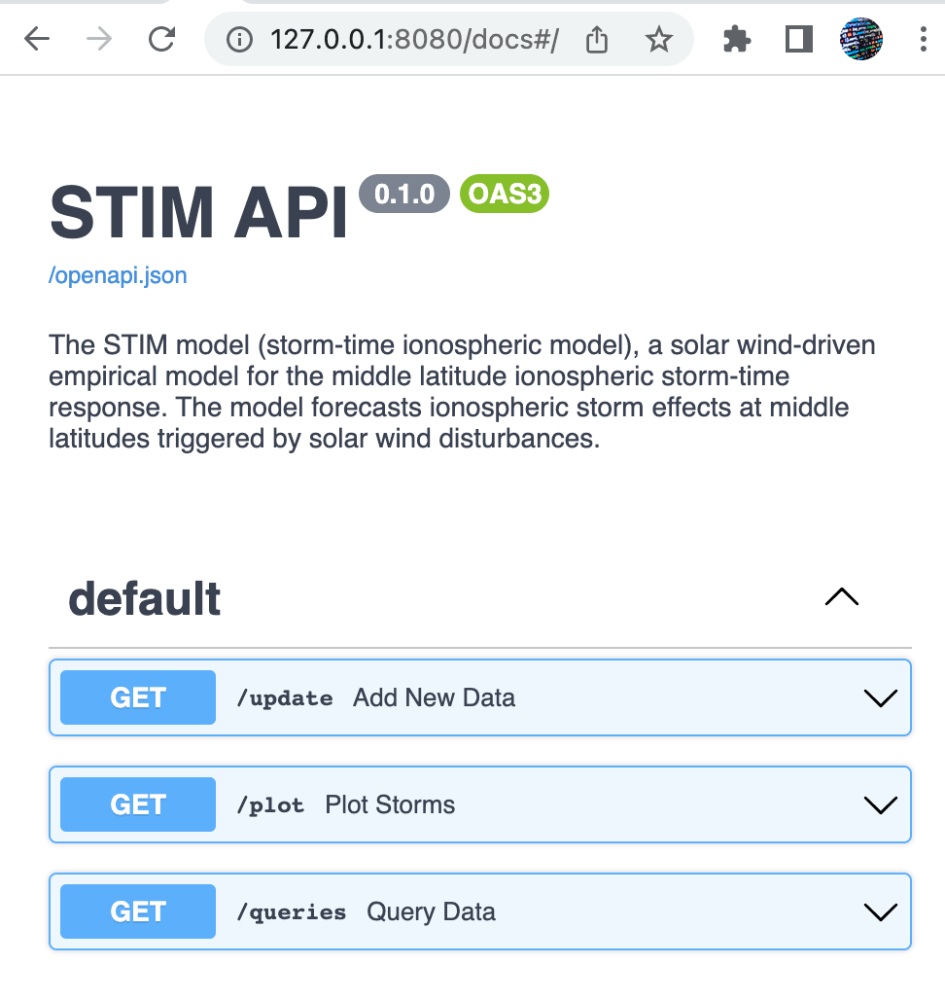 127.0.0.1:8080/docs#/
STIM API 0.1.0 OAS3
/openapi.json
The STIM model (storm-time ionospheric model), a solar wind-driven
empirical model for the middle latitude ionospheric storm-time
response. The model forecasts ionospheric storm effects at middle
latitudes triggered by solar wind disturbances.
default
GET /update Add New Data
GET /plot Plot Storms
GET /queries Query Data